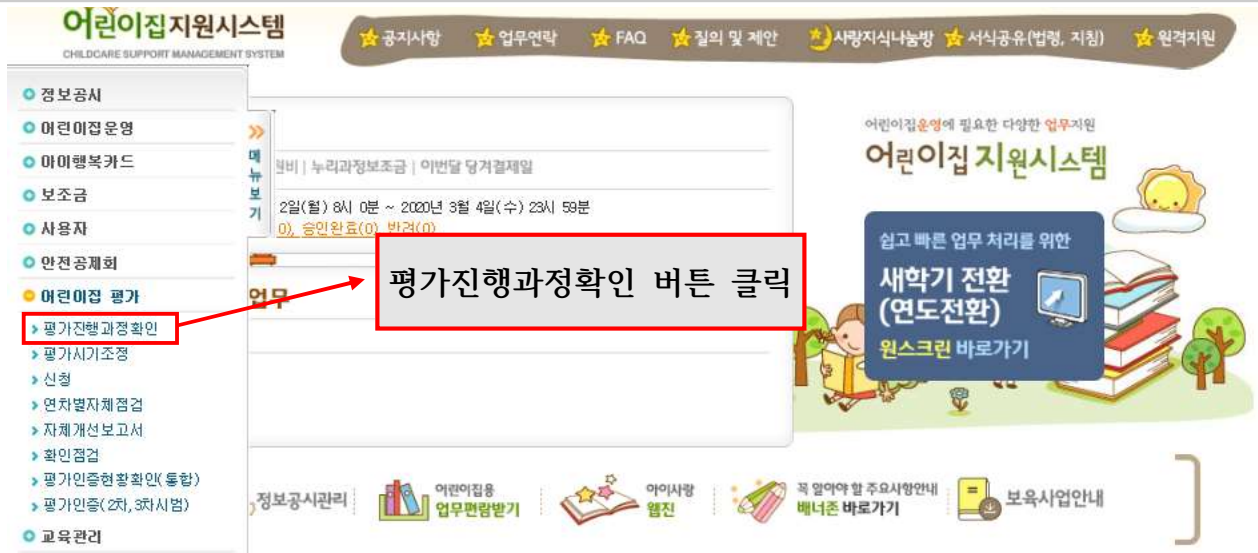 어린이집지원시스템
CHILDCARE SUPPORT MANAGEMENT SYSTEM
공지사항 업무연락 FAQ 질의 및 제안 사랑지식나눔방 서식공유(법령, 지침) 원격지원
정보공시
어린이집운영
아이행복카드
보조금
사용자
안전공제회
어린이집 평가
평가진행과정확인
평가시기조정
신청
연차별자체점검
자체개선보고서
확인점검
평가인증현황확인(통합)
평가인증(2차,3차시범)
교육관리
메뉴보기
원비 | 누리과정보조금 | 이번달 당겨결제일
2일(월) 8시 0분 ~ 2020년 3월 4일(수) 23시 59분
0), 승인완료(0), 반려(0)
업무
평가진행과정확인 버튼 클릭
어린이집운영에 필요한 다양한 업무지원
어린이집 지원시스템
쉽고 빠른 업무 처리를 위한
새학기 전환
(연도전환)
원스크린 바로가기
정보공시관리
어린이집용
업무편람받기
아이사랑
웹진
꼭 알아야 할 주요사항안내
배너존 바로가기
보육사업안내